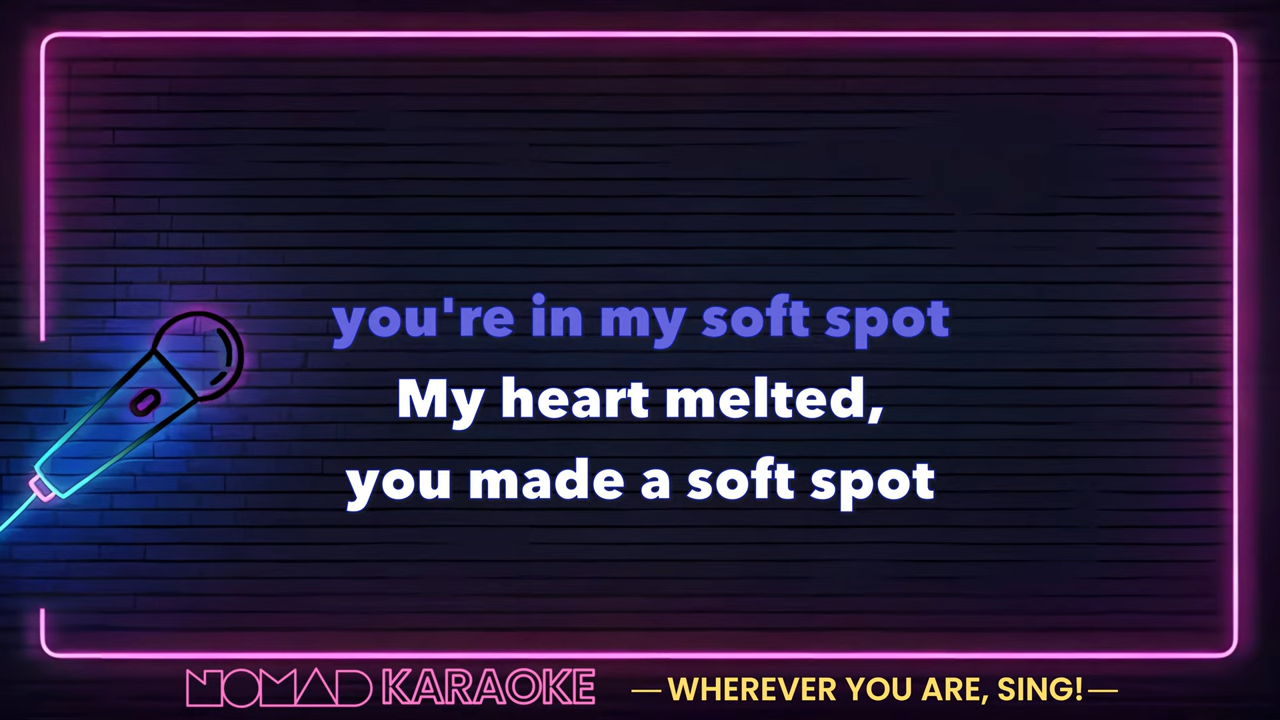 you're in my soft spot
My heart melted,
you made a soft spot
NOMAD KARAOKE —WHEREVER YOU ARE, SING!—